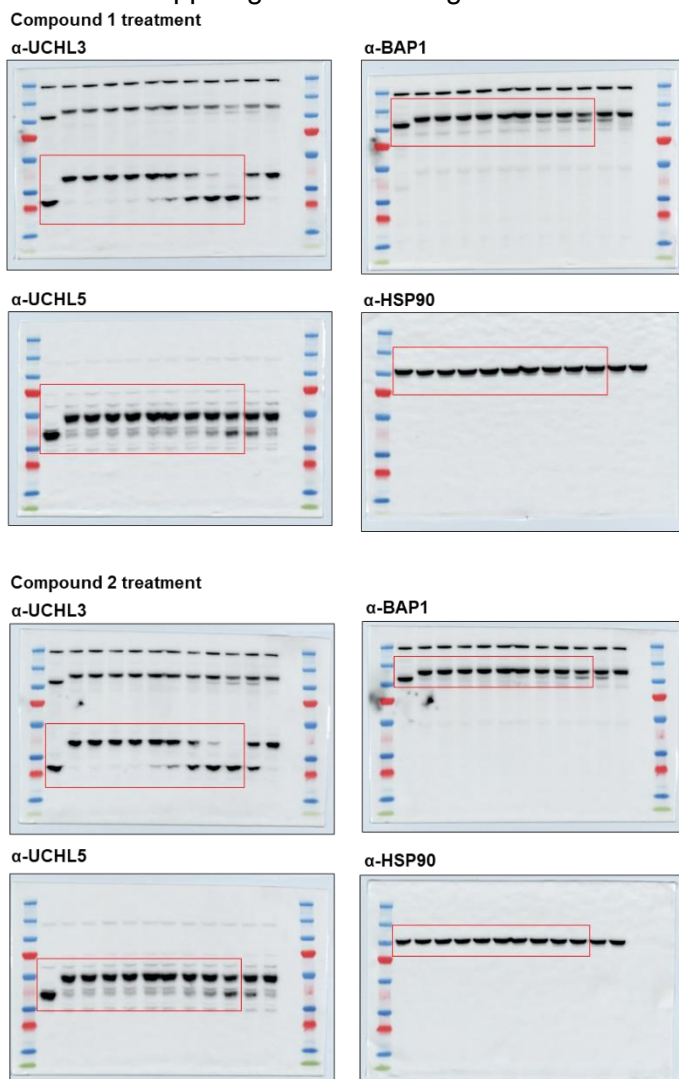 Compound 1 treatment
α-UCHL3
α-BAP1
α-UCHL5
α-HSP90
Compound 2 treatment
α-UCHL3
α-BAP1
α-UCHL5
α-HSP90